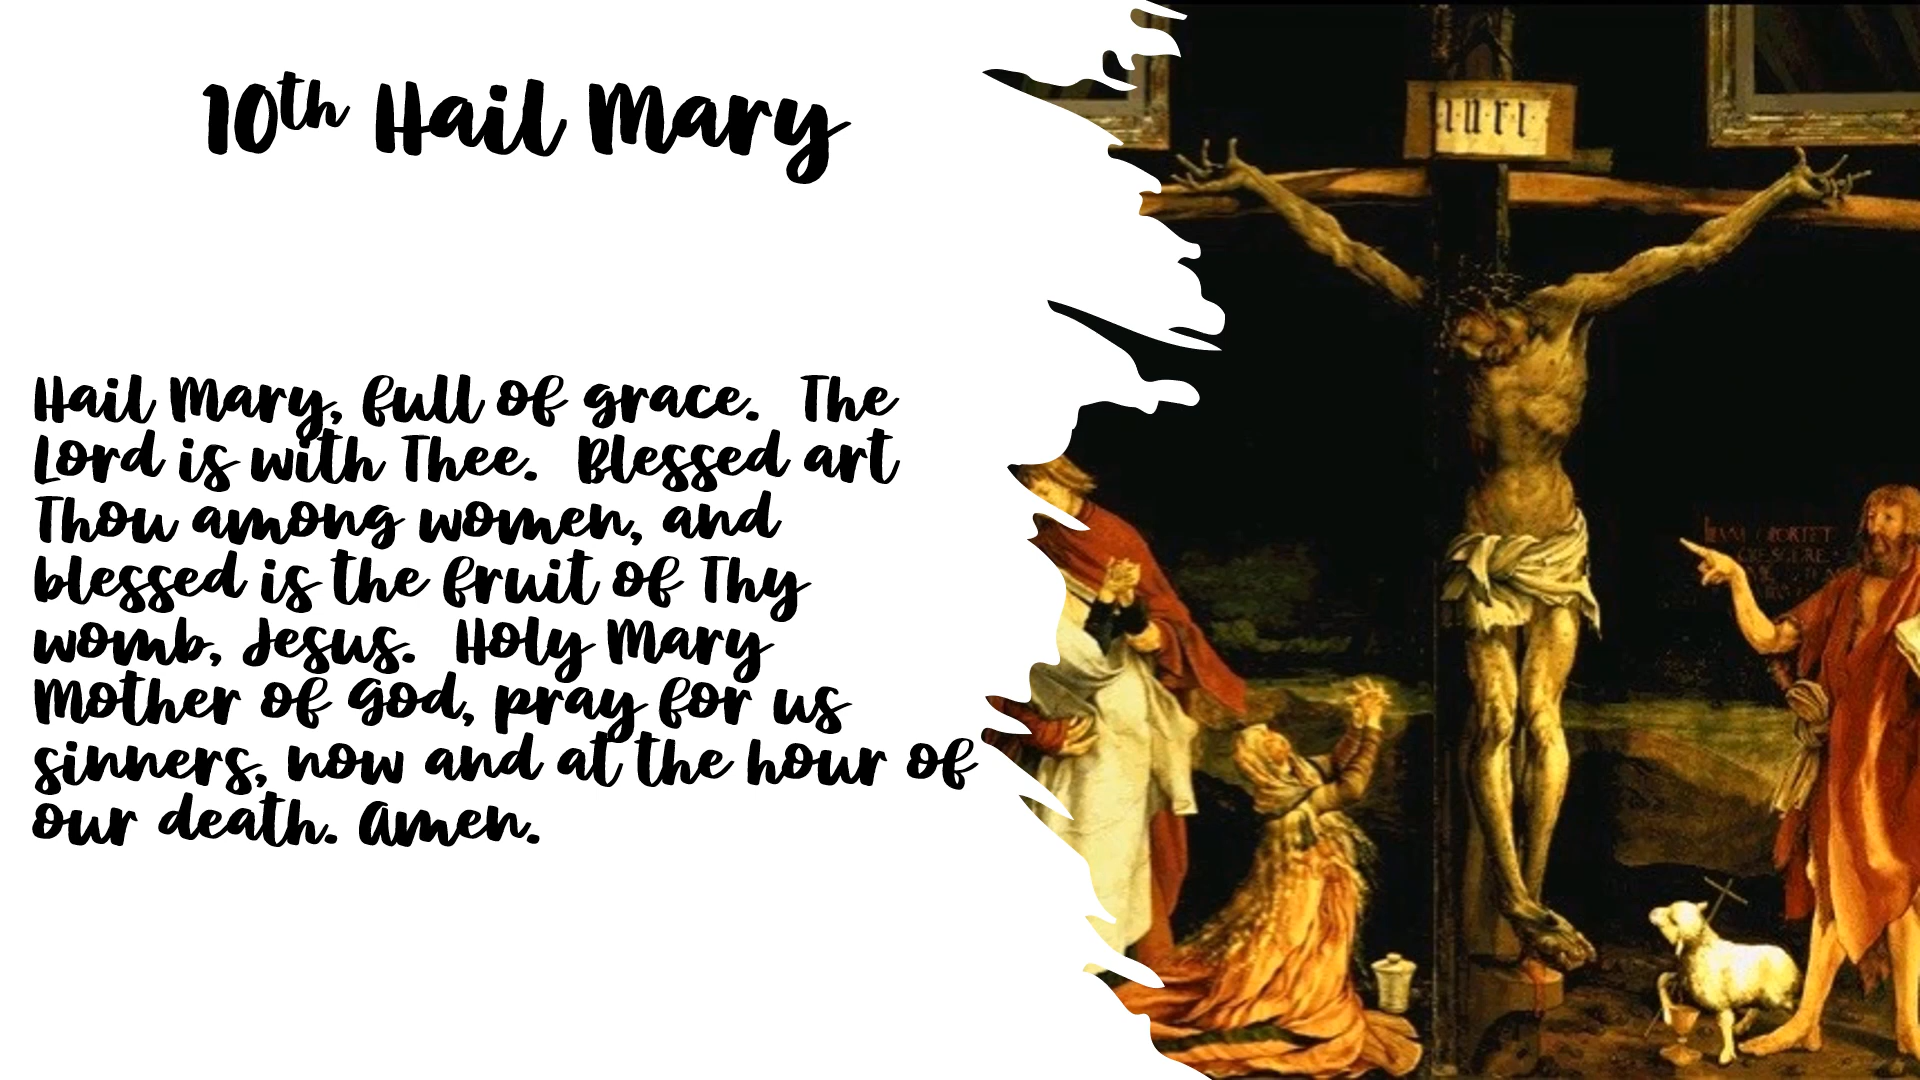 10th Hail Mary
Hail Mary, full of grace.  The
Lord is with Thee.  Blessed art
Thou among women, and
blessed is the fruit of Thy
womb, Jesus.  Holy Mary
Mother of God, pray for us
sinners, now and at the hour of
our death. Amen.
INRI